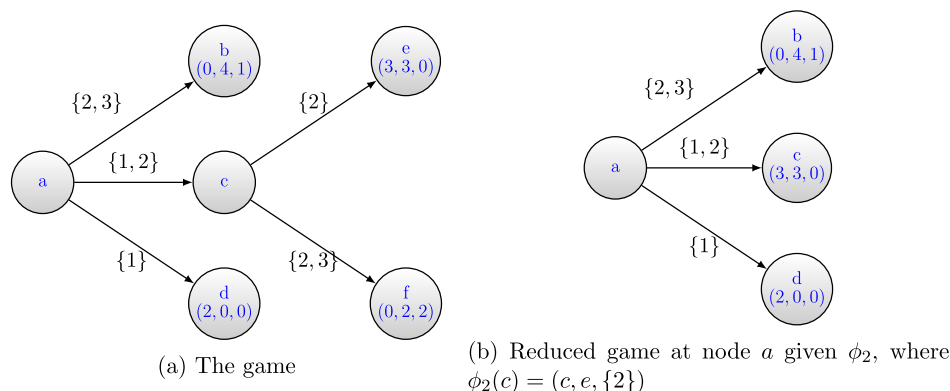 b
(0, 4, 1)
e
(3, 3, 0)
{2, 3}
{2}
{1, 2}
a
c
{1}
{2, 3}
d
(2, 0, 0)
f
(0, 2, 2)
(a) The game
b
(0, 4, 1)
{2, 3}
{1, 2}
a
c
(3, 3, 0)
{1}
d
(2, 0, 0)
(b) Reduced game at node a given ϕ₂, where
ϕ₂(c) = (c, e, {2})